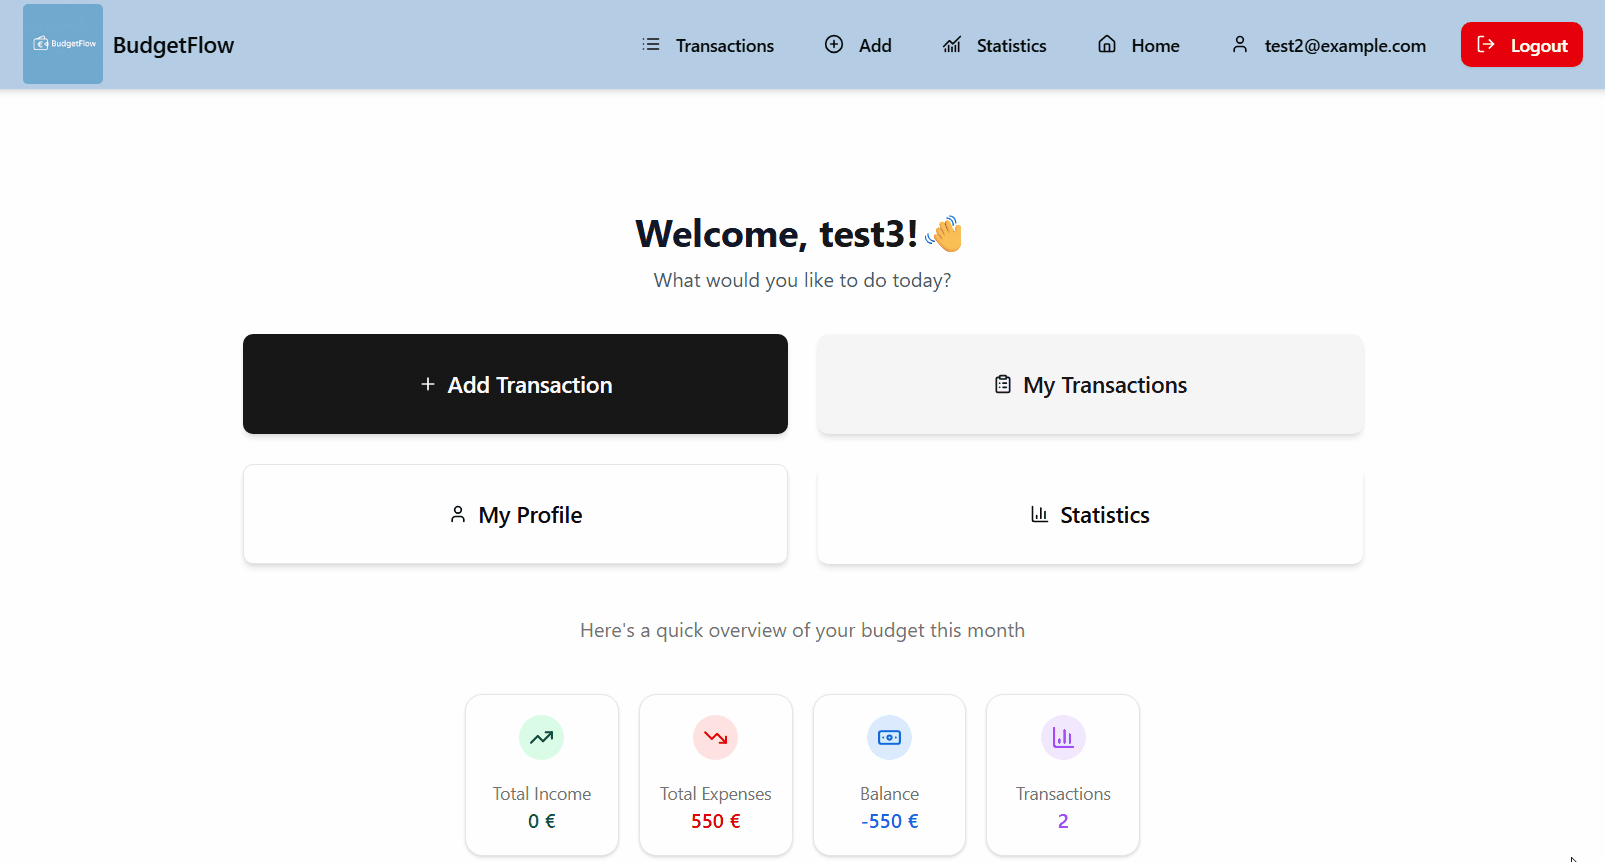 BudgetFlow
BudgetFlow
Transactions
Add
Statistics
Home
test2@example.com
Logout
Welcome, test3! 👋
What would you like to do today?
Add Transaction
My Transactions
My Profile
Statistics
Here's a quick overview of your budget this month
Total Income
0 €
Total Expenses
550 €
Balance
-550 €
Transactions
2